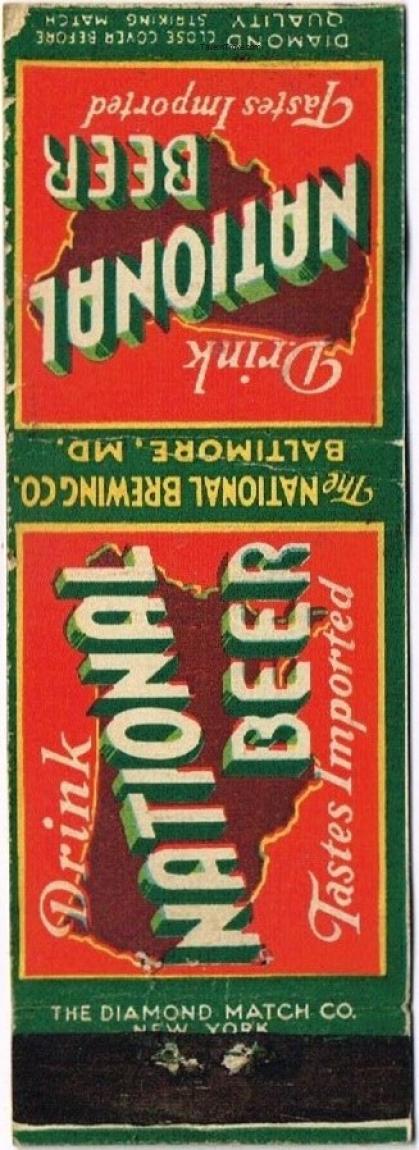 DIAMOND QUALITY
CLOSE COVER BEFORE STRIKING MATCH
Drink
NATIONAL
BEER
Tastes Imported
The NATIONAL BREWING CO.
BALTIMORE, MD.
Drink
NATIONAL
BEER
Tastes Imported
THE DIAMOND MATCH CO.
NEW YORK